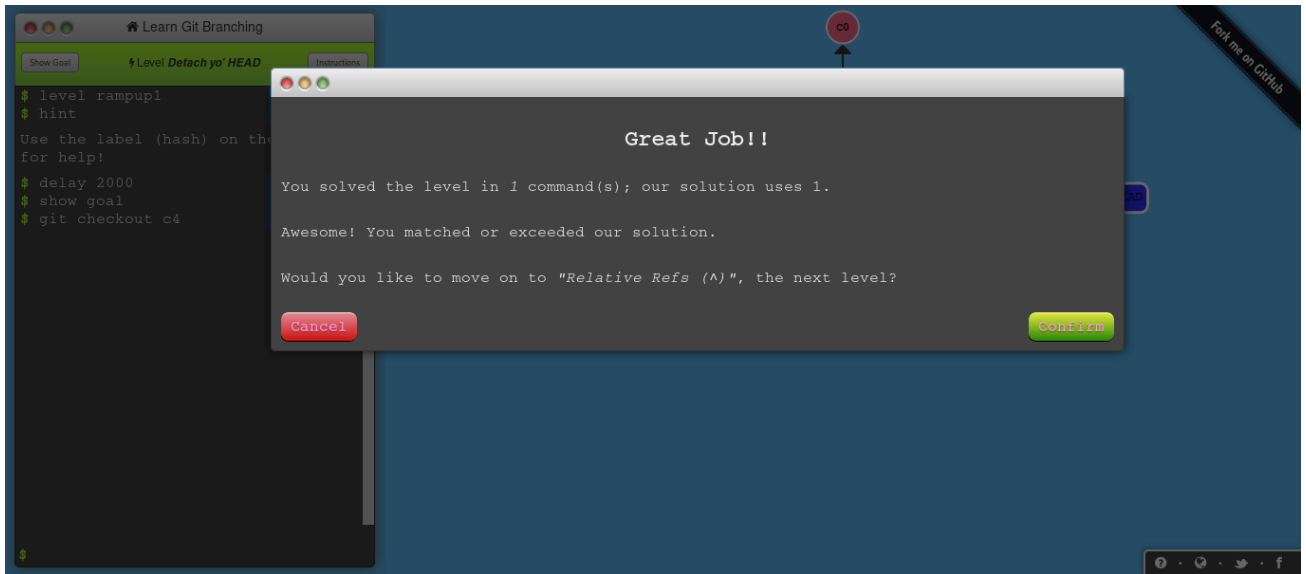 Learn Git Branching
C0
Fork me on GitHub
Show Goal
Level Detach yo' HEAD
Instructions
$ level rampup1
$ hint
Use the label (hash) on the
for help!
$ delay 2000
$ show goal
$ git checkout c4
Great Job!!
You solved the level in 1 command(s); our solution uses 1.
Awesome! You matched or exceeded our solution.
Would you like to move on to "Relative Refs (^)", the next level?
Cancel
Confirm
$